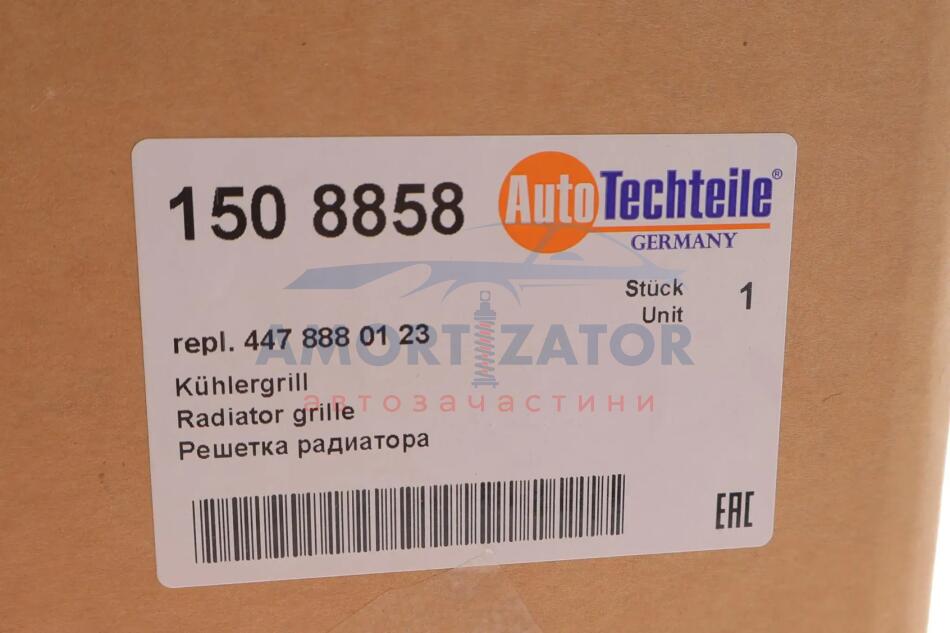 150 8858
AutoTechteile®
GERMANY
Stück 1
Unit
repl. 447 888 01 23
AMORTIZATOR
автозачастини
Kühlergrill
Radiator grille
Решетка радиатора
EAC